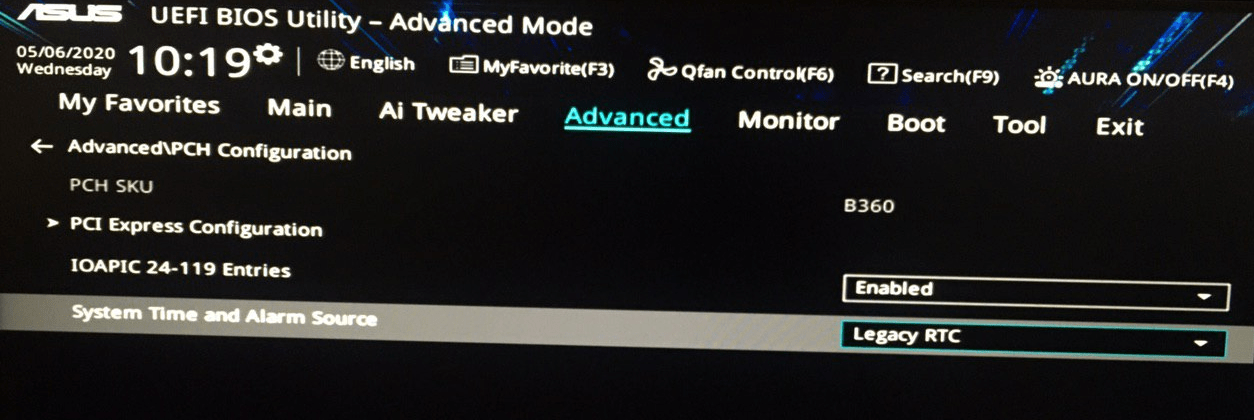 ASUS UEFI BIOS Utility – Advanced Mode
05/06/2020
Wednesday
10:19 English MyFavorite(F3) Qfan Control(F6) ? Search(F9) AURA ON/OFF(F4)
My Favorites Main Ai Tweaker Advanced Monitor Boot Tool Exit
← Advanced\PCH Configuration
PCH SKU B360
> PCI Express Configuration
IOAPIC 24-119 Entries Enabled
System Time and Alarm Source Legacy RTC